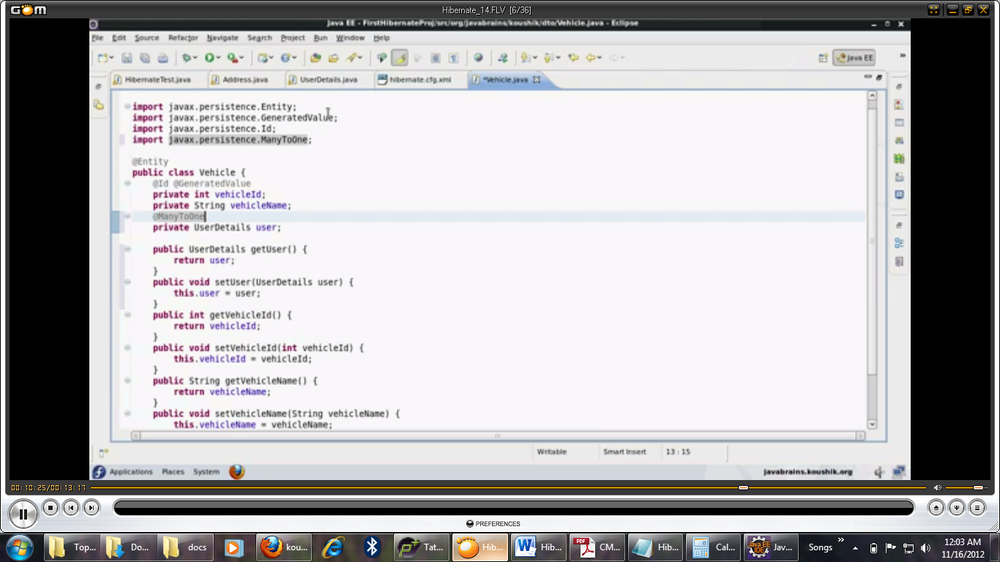 GOM
Hibernate_14.FLV [6/36]
Java EE - FirstHibernateProj/src/org/javabrains/koushik/dto/Vehicle.java - Eclipse
File Edit Source Refactor Navigate Search Project Run Window Help
Java EE
HibernateTest.java Address.java UserDetails.java hibernate.cfg.xml *Vehicle.java
import javax.persistence.Entity;
import javax.persistence.GeneratedValue;
import javax.persistence.Id;
import javax.persistence.ManyToOne;
@Entity
public class Vehicle {
@Id @GeneratedValue
private int vehicleId;
private String vehicleName;
@ManyToOne
private UserDetails user;
public UserDetails getUser() {
return user;
}
public void setUser(UserDetails user) {
this.user = user;
}
public int getVehicleId() {
return vehicleId;
}
public void setVehicleId(int vehicleId) {
this.vehicleId = vehicleId;
}
public String getVehicleName() {
return vehicleName;
}
public void setVehicleName(String vehicleName) {
this.vehicleName = vehicleName;
Writable Smart Insert 13 : 15
Applications Places System
javabrains.koushik.org
00:10:25/00:13:17
PREFERENCES
Top... Do... docs kou... Tat... Hib... Hib... CM... Hib... Cal... Jav... Songs
PDF
Java EE
IDE
12:03 AM
11/16/2012